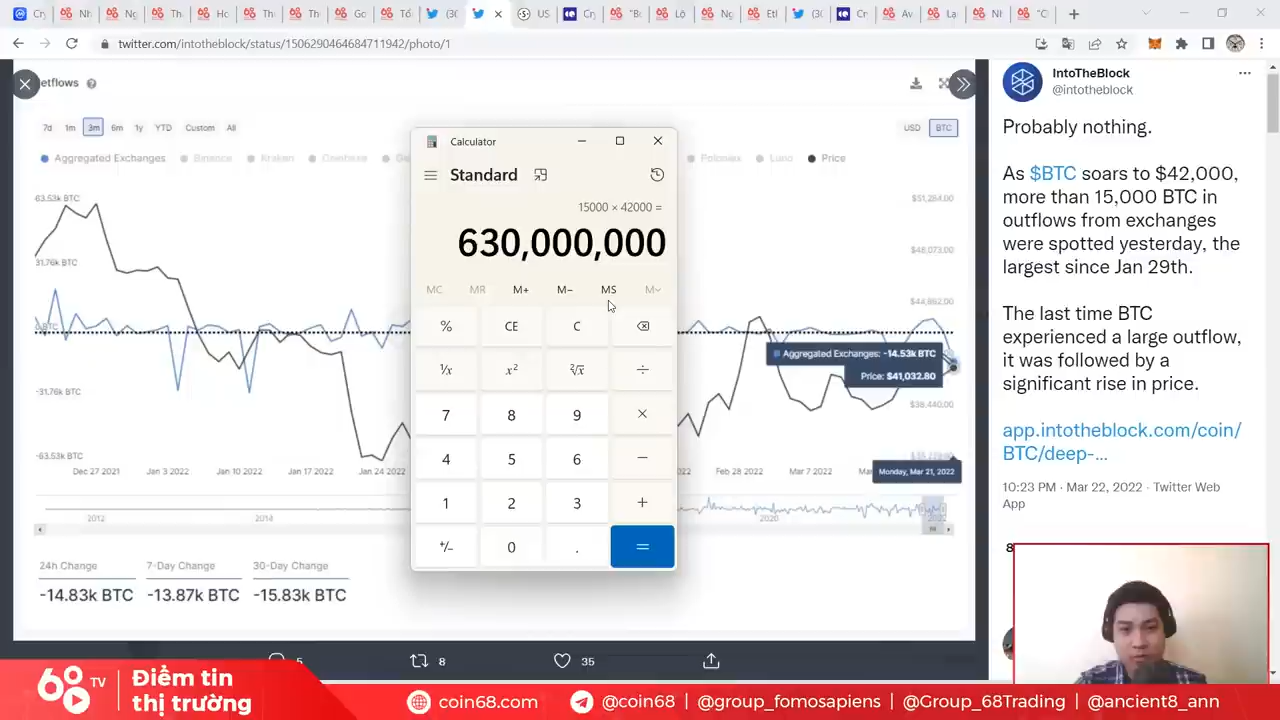 twitter.com/intotheblock/status/1506290464684711942/photo/1
etflows
7d 1m 3m 6m 1y YTD Custom All
USD BTC
Aggregated Exchanges Binance Kraken Coinbase
Poloniex Luno Price
63.53k BTC
31.76k BTC
0 BTC
-31.76k BTC
-63.53k BTC
$51,284.00
$48,073.00
$44,862.00
$38,440.00
Aggregated Exchanges: -14.53k BTC
Price: $41,032.80
Dec 27 2021 Jan 3 2022 Jan 10 2022 Jan 17 2022 Jan 24 2022
Feb 28 2022 Mar 7 2022
Monday, Mar 21, 2022
2012 2014 2020 2022
24h Change 7-Day Change 30-Day Change
-14.83k BTC -13.87k BTC -15.83k BTC
5 8 35
Calculator
Standard
15000 × 42000 =
630,000,000
MC MR M+ M− MS M
% CE C
¹/x x² ²√x ÷
7 8 9 ×
4 5 6 −
1 2 3 +
+/− 0 . =
IntoTheBlock
@intotheblock
Probably nothing.
As $BTC soars to $42,000,
more than 15,000 BTC in
outflows from exchanges
were spotted yesterday, the
largest since Jan 29th.
The last time BTC
experienced a large outflow,
it was followed by a
significant rise in price.
app.intotheblock.com/coin/
BTC/deep-...
10:23 PM · Mar 22, 2022 · Twitter Web
App
68 TV
Điểm tin
thị trường
coin68.com @coin68 | @group_fomosapiens | @Group_68Trading | @ancient8_ann